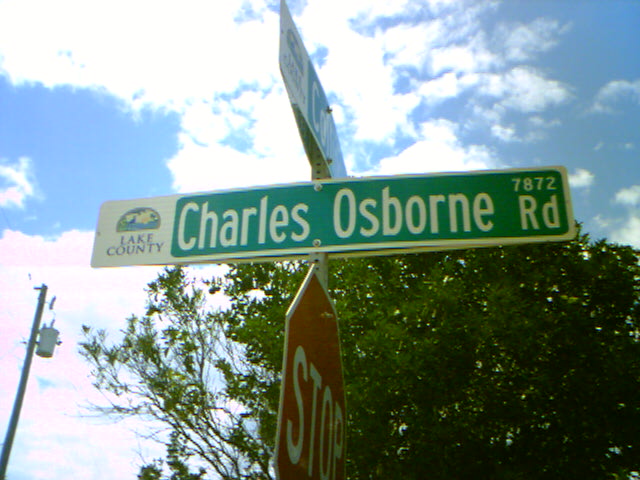 LAKE
COUNTY
Charles Osborne Rd
7872
STOP